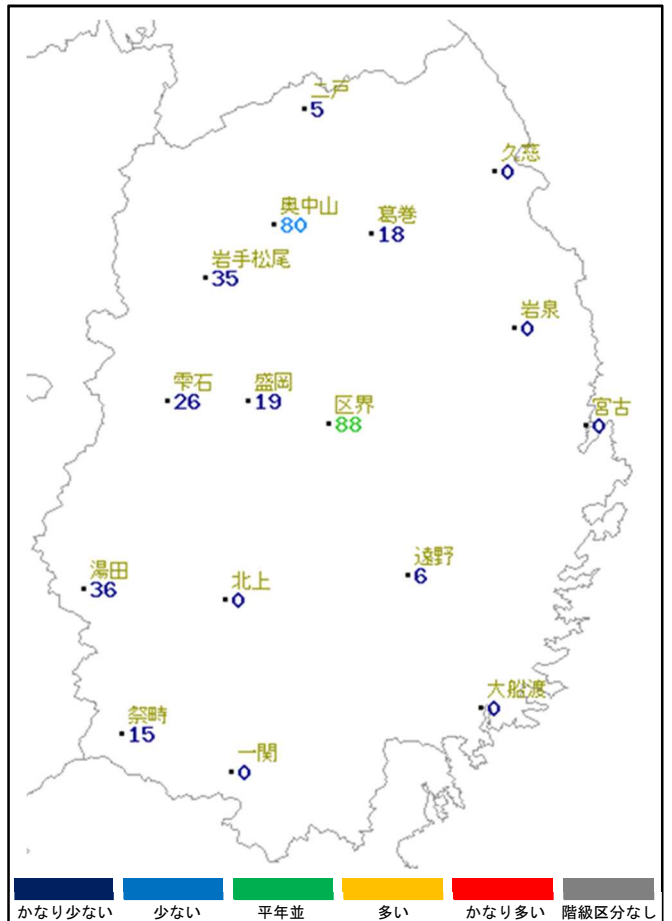 二戸
5
久慈
0
奥中山
80
葛巻
18
岩手松尾
35
岩泉
0
雫石
26
盛岡
19
区界
88
宮古
0
湯田
36
北上
0
遠野
6
大船渡
0
祭畤
15
一関
0
かなり少ない 少ない 平年並 多い かなり多い 階級区分なし